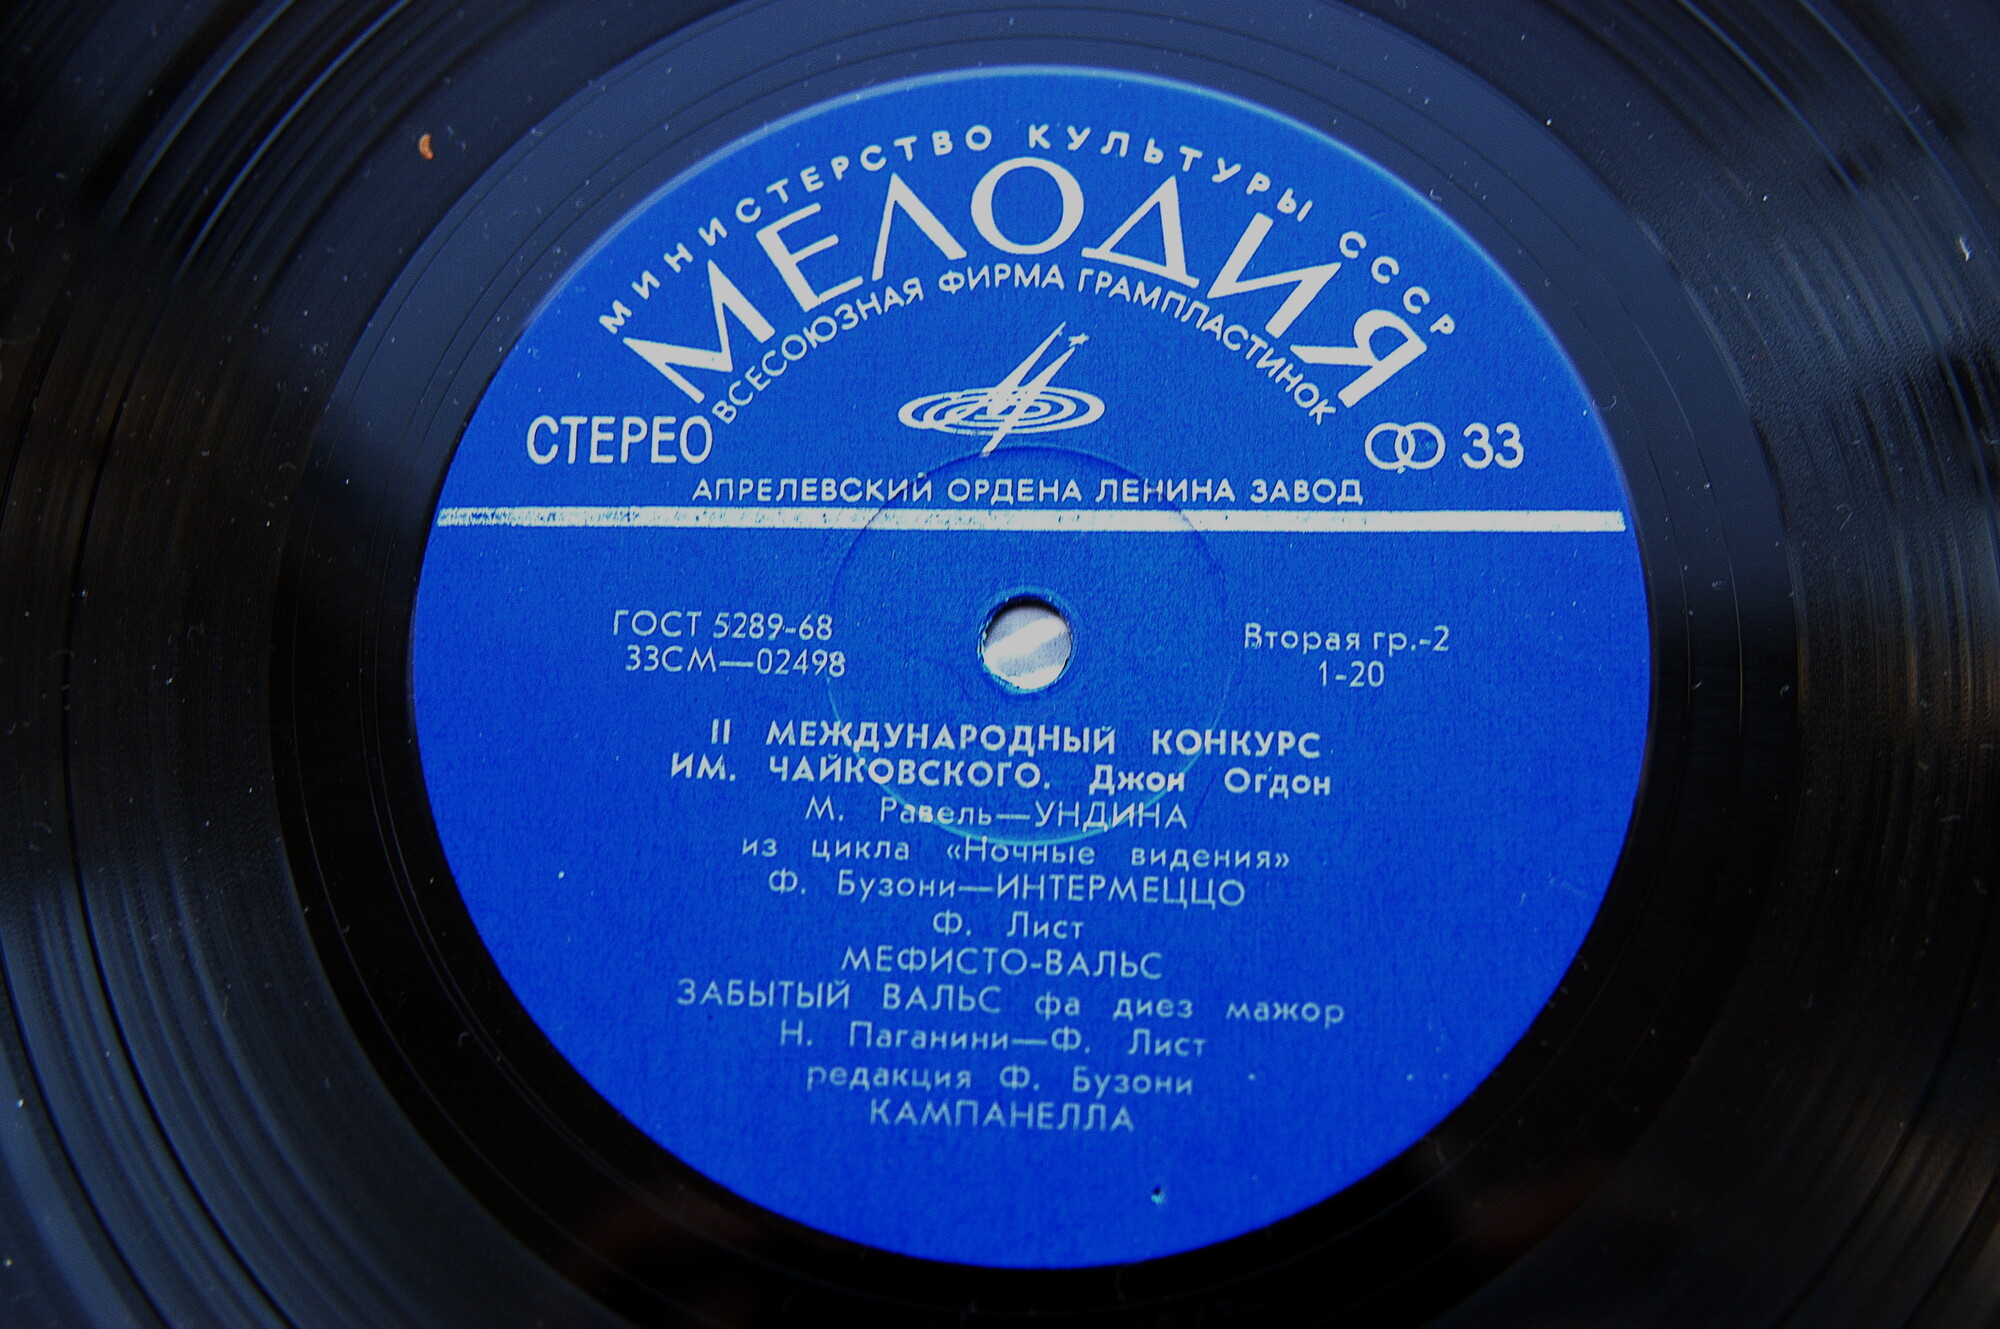 МИНИСТЕРСТВО КУЛЬТУРЫ СССР
МЕЛОДИЯ
ВСЕСОЮЗНАЯ ФИРМА ГРАМПЛАСТИНОК
СТЕРЕО
33
АПРЕЛЕВСКИЙ ОРДЕНА ЛЕНИНА ЗАВОД
ГОСТ 5289-68
33СМ—02498
Вторая гр.-2
1-20
II МЕЖДУНАРОДНЫЙ КОНКУРС
ИМ. ЧАЙКОВСКОГО. Джон Огдон
М. Равель—УНДИНА
из цикла «Ночные видения»
Ф. Бузони—ИНТЕРМЕЦЦО
Ф. Лист
МЕФИСТО-ВАЛЬС
ЗАБЫТЫЙ ВАЛЬС фа диез мажор
Н. Паганини—Ф. Лист
редакция Ф. Бузони
КАМПАНЕЛЛА